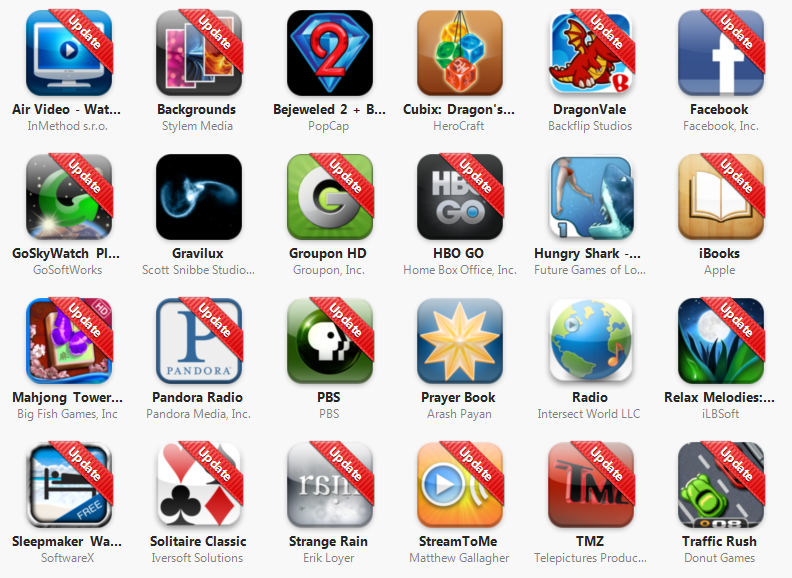 Update
Update
2
Update
f
Update
Air Video - Wat...
Backgrounds
Bejeweled 2 + B...
Cubix: Dragon's...
DragonVale
Facebook
InMethod s.r.o.
Stylem Media
PopCap
HeroCraft
Backflip Studios
Facebook, Inc.
Update
G
Update
HBO
GO
Update
1
Update
GoSkyWatch Pl...
Gravilux
Groupon HD
HBO GO
Hungry Shark -...
iBooks
GoSoftWorks
Scott Snibbe Studio...
Groupon, Inc.
Home Box Office, Inc.
Future Games of Lo...
Apple
HD
Update
P
PANDORA
Update
Update
Update
Mahjong Tower...
Pandora Radio
PBS
Prayer Book
Radio
Relax Melodies:...
Big Fish Games, Inc
Pandora Media, Inc.
PBS
Arash Payan
Intersect World LLC
iLBSoft
FREE
Update
Update
rain
Update
Update
TMZ
Update
08
Update
Sleepmaker Wa...
Solitaire Classic
Strange Rain
StreamToMe
TMZ
Traffic Rush
SoftwareX
Iversoft Solutions
Erik Loyer
Matthew Gallagher
Telepictures Produc...
Donut Games